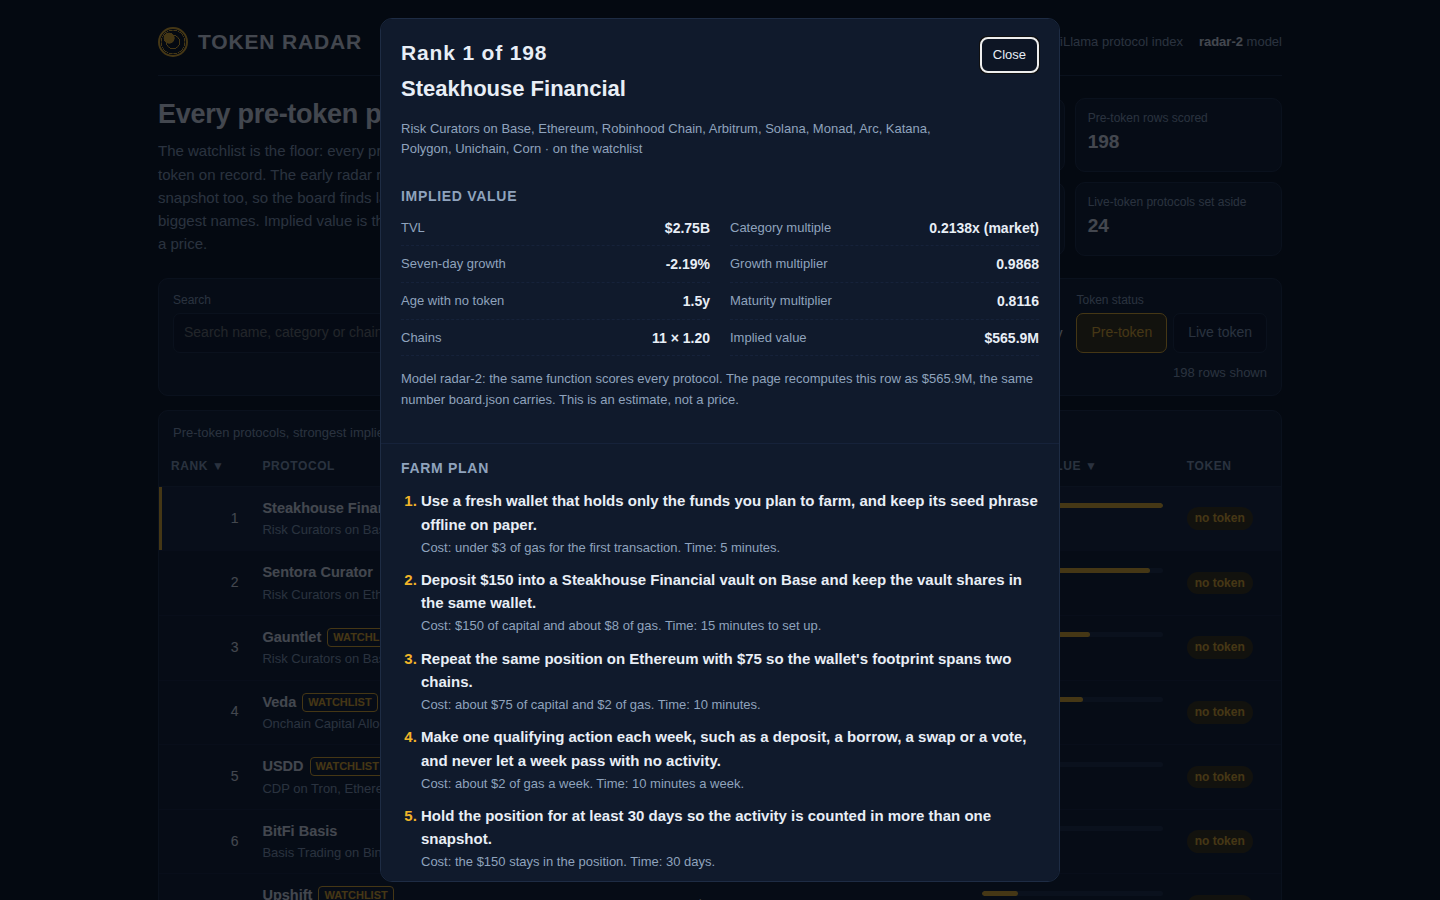 TOKEN RADAR
iLlama protocol index radar-2 model
Every pre-token p
The watchlist is the floor: every pr
token on record. The early radar r
snapshot too, so the board finds l
biggest names. Implied value is th
a price.
Pre-token rows scored
198
Live-token protocols set aside
24
Search
Search name, category or chain
Token status
Pre-token
Live token
198 rows shown
Pre-token protocols, strongest implie
RANK ▼ PROTOCOL LUE ▼ TOKEN
1 Steakhouse Finan no token
Risk Curators on Bas
2 Sentora Curator no token
Risk Curators on Eth
3 Gauntlet WATCHL no token
Risk Curators on Bas
4 Veda WATCHLIST no token
Onchain Capital Allo
5 USDD WATCHLIST no token
CDP on Tron, Ethere
6 BitFi Basis no token
Basis Trading on Bin
Upshift WATCHLIST
Rank 1 of 198
Close
Steakhouse Financial
Risk Curators on Base, Ethereum, Robinhood Chain, Arbitrum, Solana, Monad, Arc, Katana,
Polygon, Unichain, Corn · on the watchlist
IMPLIED VALUE
TVL $2.75B Category multiple 0.2138x (market)
Seven-day growth -2.19% Growth multiplier 0.9868
Age with no token 1.5y Maturity multiplier 0.8116
Chains 11 × 1.20 Implied value $565.9M
Model radar-2: the same function scores every protocol. The page recomputes this row as $565.9M, the same
number board.json carries. This is an estimate, not a price.
FARM PLAN
1. Use a fresh wallet that holds only the funds you plan to farm, and keep its seed phrase
offline on paper.
Cost: under $3 of gas for the first transaction. Time: 5 minutes.
2. Deposit $150 into a Steakhouse Financial vault on Base and keep the vault shares in
the same wallet.
Cost: $150 of capital and about $8 of gas. Time: 15 minutes to set up.
3. Repeat the same position on Ethereum with $75 so the wallet's footprint spans two
chains.
Cost: about $75 of capital and $2 of gas. Time: 10 minutes.
4. Make one qualifying action each week, such as a deposit, a borrow, a swap or a vote,
and never let a week pass with no activity.
Cost: about $2 of gas a week. Time: 10 minutes a week.
5. Hold the position for at least 30 days so the activity is counted in more than one
snapshot.
Cost: the $150 stays in the position. Time: 30 days.